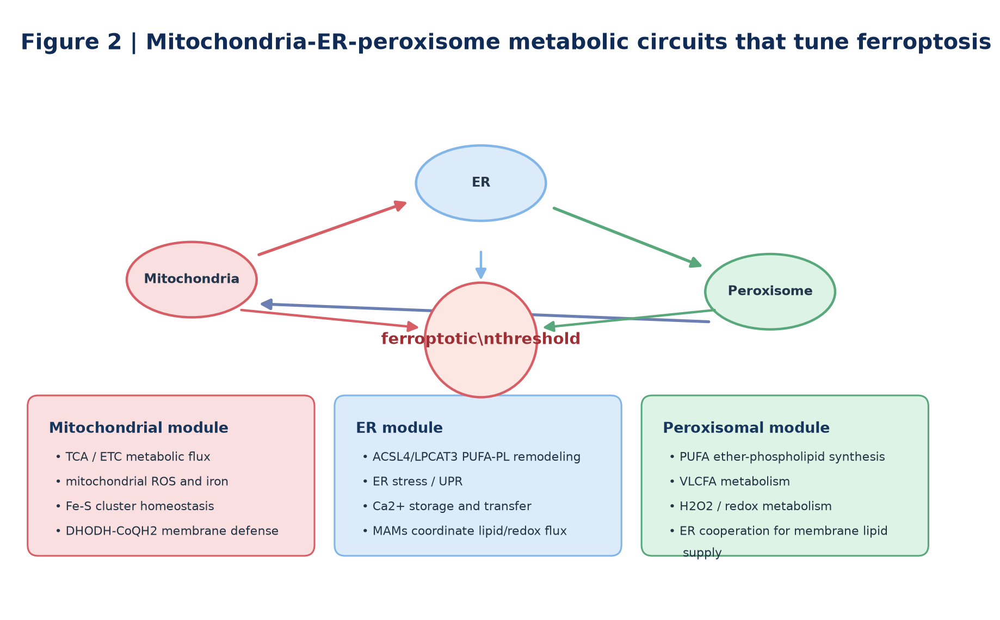 Figure 2 | Mitochondria-ER-peroxisome metabolic circuits that tune ferroptosis
ER
Mitochondria
Peroxisome
ferroptotic\nthreshold
Mitochondrial module
• TCA / ETC metabolic flux
• mitochondrial ROS and iron
• Fe-S cluster homeostasis
• DHODH-CoQH2 membrane defense
ER module
• ACSL4/LPCAT3 PUFA-PL remodeling
• ER stress / UPR
• Ca2+ storage and transfer
• MAMs coordinate lipid/redox flux
Peroxisomal module
• PUFA ether-phospholipid synthesis
• VLCFA metabolism
• H2O2 / redox metabolism
• ER cooperation for membrane lipid
supply